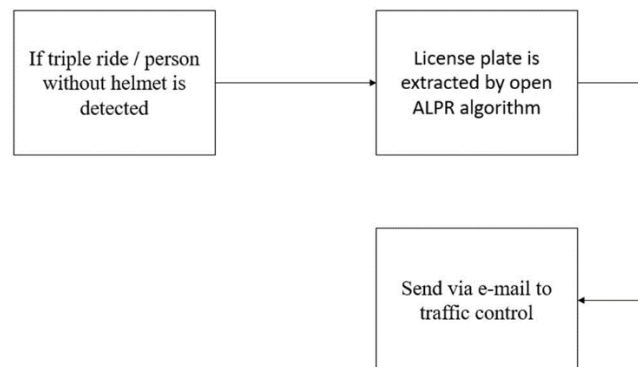 If triple ride / person
without helmet is
detected
License plate is
extracted by open
ALPR algorithm
Send via e-mail to
traffic control